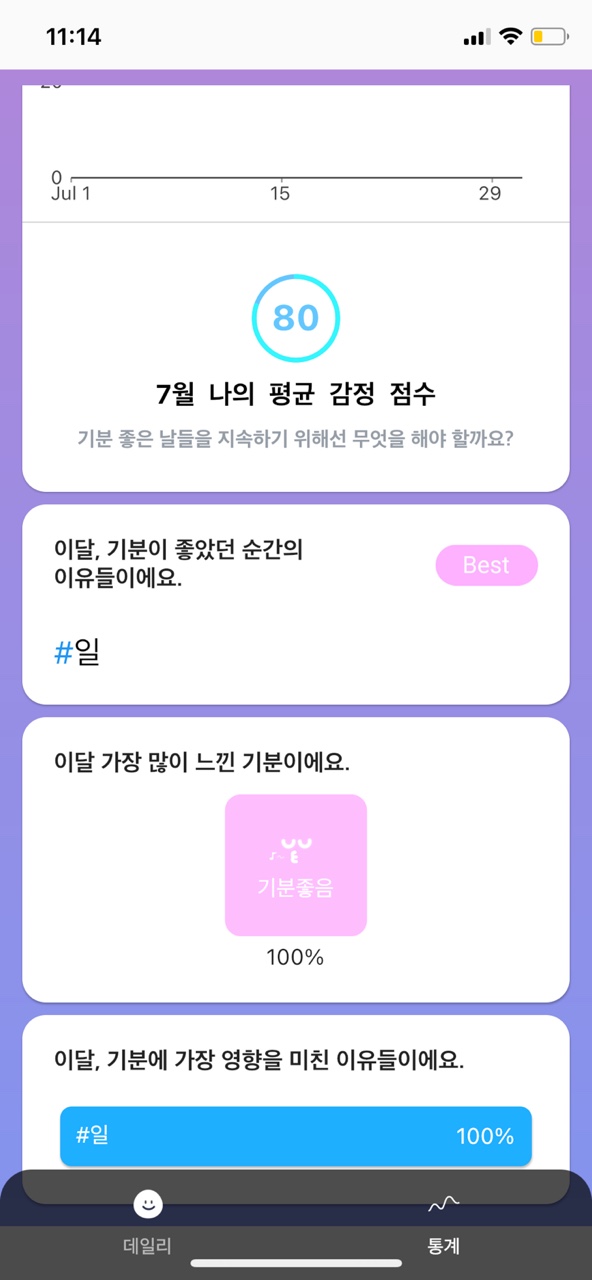 11:14
20
0
Jul 1 15 29
80
7월 나의 평균 감정 점수
기분 좋은 날들을 지속하기 위해선 무엇을 해야 할까요?
이달, 기분이 좋았던 순간의
이유들이에요.
Best
#일
이달 가장 많이 느낀 기분이에요.
기분좋음
100%
이달, 기분에 가장 영향을 미친 이유들이에요.
#일 100%
데일리 통계